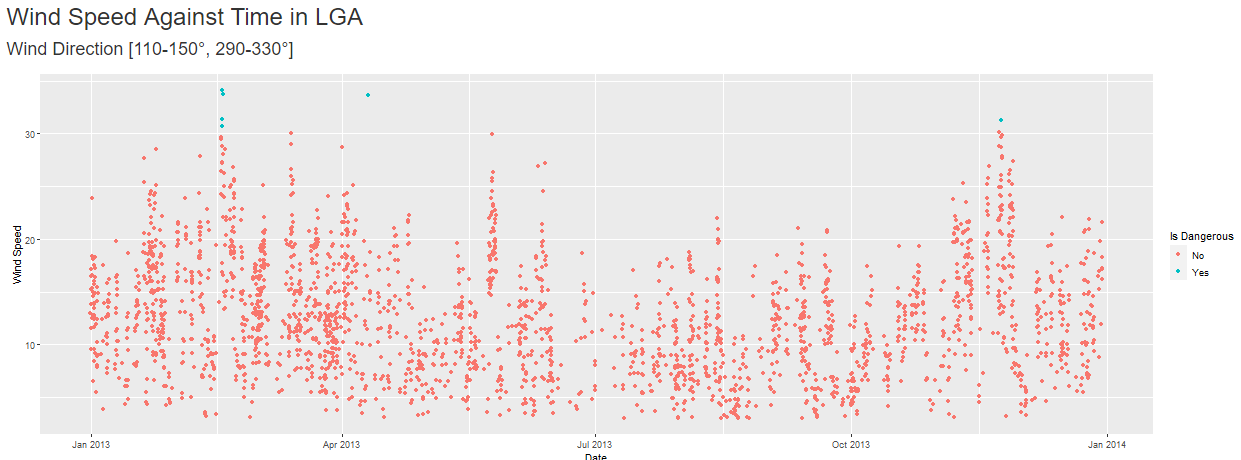 Wind Speed Against Time in LGA
Wind Direction [110-150°, 290-330°]
Wind Speed
30
20
10
Jan 2013
Apr 2013
Jul 2013
Oct 2013
Jan 2014
Date
Is Dangerous
No
Yes